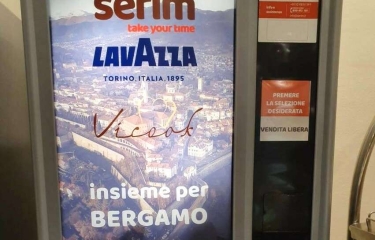 serim
take your time
LAVAZZA
TORINO, ITALIA, 1895
Vicook
insieme per
BERGAMO
PREMERE
LA SELEZIONE
DESIDERATA
VENDITA LIBERA